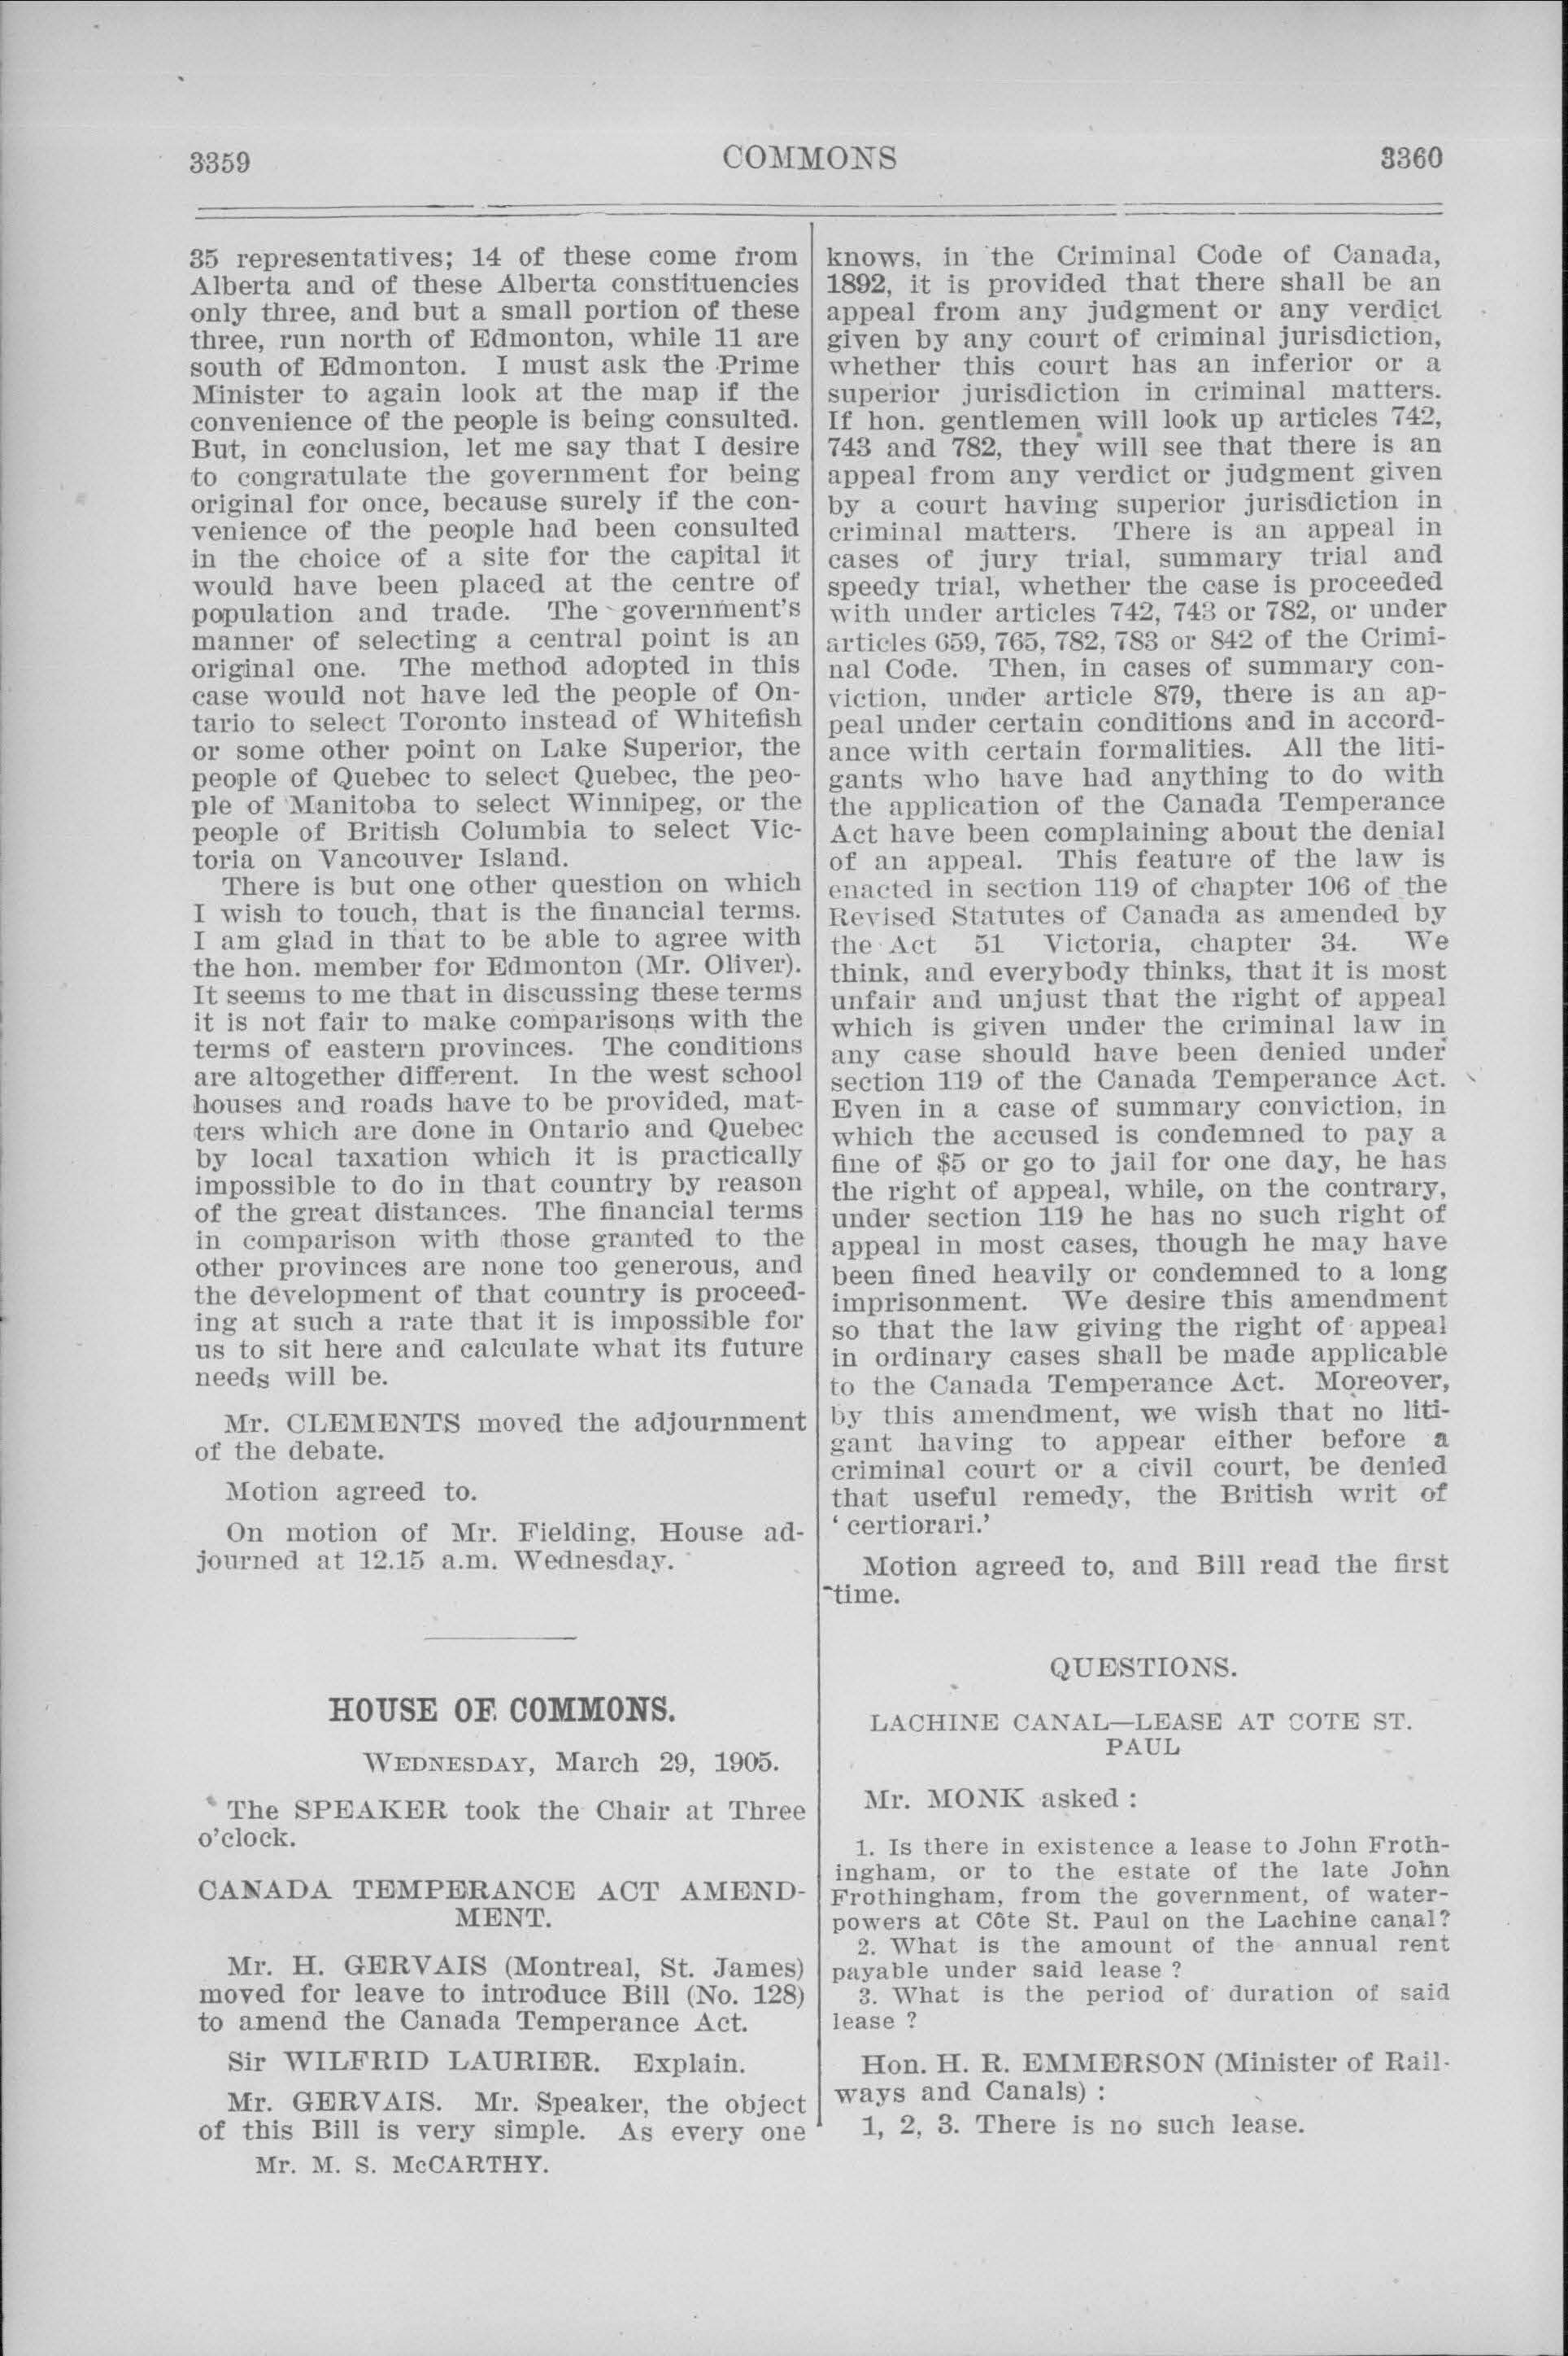 3359
COMMONS
3360
35 representatives; 14 of these come from
Alberta and of these Alberta constituencies
only three, and but a small portion of these
three, run north of Edmonton, while 11 are
south of Edmonton. I must ask the Prime
Minister to again look at the map if the
convenience of the people is being consulted.
But, in conclusion, let me say that I desire
to congratulate the government for being
original for once, because surely if the con-
venience of the people had been consulted
in the choice of a site for the capital it
would have been placed at the centre of
population and trade. The government's
manner of selecting a central point is an
original one. The method adopted in this
case would not have led the people of On-
tario to select Toronto instead of Whitefish
or some other point on Lake Superior, the
people of Quebec to select Quebec, the peo-
ple of Manitoba to select Winnipeg, or the
people of British Columbia to select Vic-
toria on Vancouver Island.
There is but one other question on which
I wish to touch, that is the financial terms.
I am glad in that to be able to agree with
the hon. member for Edmonton (Mr. Oliver).
It seems to me that in discussing these terms
it is not fair to make comparisons with the
terms of eastern provinces. The conditions
are altogether different. In the west school
houses and roads have to be provided, mat-
ters which are done in Ontario and Quebec
by local taxation which it is practically
impossible to do in that country by reason
of the great distances. The financial terms
in comparison with those granted to the
other provinces are none too generous, and
the development of that country is proceed-
ing at such a rate that it is impossible for
us to sit here and calculate what its future
needs will be.
Mr. CLEMENTS moved the adjournment
of the debate.
Motion agreed to.
On motion of Mr. Fielding, House ad-
journed at 12.15 a.m. Wednesday.
HOUSE OF COMMONS.
WEDNESDAY, March 29, 1905.
The SPEAKER took the Chair at Three
o'clock.
CANADA TEMPERANCE ACT AMEND-
MENT.
Mr. H. GERVAIS (Montreal, St. James)
moved for leave to introduce Bill (No. 128)
to amend the Canada Temperance Act.
Sir WILFRID LAURIER. Explain.
Mr. GERVAIS. Mr. Speaker, the object
of this Bill is very simple. As every one
Mr. M. S. McCARTHY.
knows, in the Criminal Code of Canada,
1892, it is provided that there shall be an
appeal from any judgment or any verdict
given by any court of criminal jurisdiction,
whether this court has an inferior or a
superior jurisdiction in criminal matters.
If hon. gentlemen will look up articles 742,
743 and 782, they will see that there is an
appeal from any verdict or judgment given
by a court having superior jurisdiction in
criminal matters. There is an appeal in
cases of jury trial, summary trial and
speedy trial, whether the case is proceeded
with under articles 742, 743 or 782, or under
articles 659, 765, 782, 783 or 842 of the Crimi-
nal Code. Then, in cases of summary con-
viction, under article 879, there is an ap-
peal under certain conditions and in accord-
ance with certain formalities. All the liti-
gants who have had anything to do with
the application of the Canada Temperance
Act have been complaining about the denial
of an appeal. This feature of the law is
enacted in section 119 of chapter 106 of the
Revised Statutes of Canada as amended by
the Act 51 Victoria, chapter 34. We
think, and everybody thinks, that it is most
unfair and unjust that the right of appeal
which is given under the criminal law in
any case should have been denied under
section 119 of the Canada Temperance Act.
Even in a case of summary conviction, in
which the accused is condemned to pay a
fine of $5 or go to jail for one day, he has
the right of appeal, while, on the contrary,
under section 119 he has no such right of
appeal in most cases, though he may have
been fined heavily or condemned to a long
imprisonment. We desire this amendment
so that the law giving the right of appeal
in ordinary cases shall be made applicable
to the Canada Temperance Act. Moreover,
by this amendment, we wish that no liti-
gant having to appear either before a
criminal court or a civil court, be denied
that useful remedy, the British writ of
‘ certiorari.’
Motion agreed to, and Bill read the first
time.
QUESTIONS.
LACHINE CANAL—LEASE AT COTE ST.
PAUL
Mr. MONK asked :
1. Is there in existence a lease to John Froth-
ingham, or to the estate of the late John
Frothingham, from the government, of water-
powers at Côte St. Paul on the Lachine canal?
2. What is the amount of the annual rent
payable under said lease ?
3. What is the period of duration of said
lease ?
Hon. H. R. EMMERSON (Minister of Rail-
ways and Canals) :
1, 2, 3. There is no such lease.